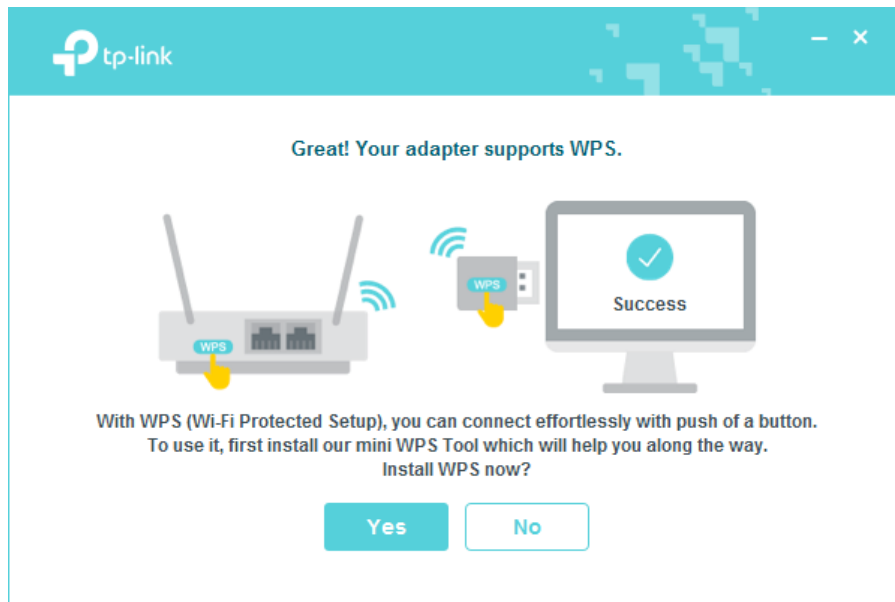 tp-link
Great! Your adapter supports WPS.
WPS
WPS
Success
With WPS (Wi-Fi Protected Setup), you can connect effortlessly with push of a button.
To use it, first install our mini WPS Tool which will help you along the way.
Install WPS now?
Yes
No